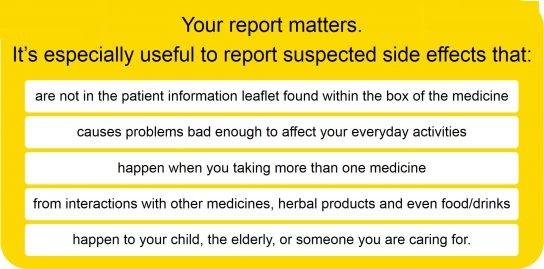 Your report matters.
It's especially useful to report suspected side effects that:
are not in the patient information leaflet found within the box of the medicine
causes problems bad enough to affect your everyday activities
happen when you taking more than one medicine
from interactions with other medicines, herbal products and even food/drinks
happen to your child, the elderly, or someone you are caring for.